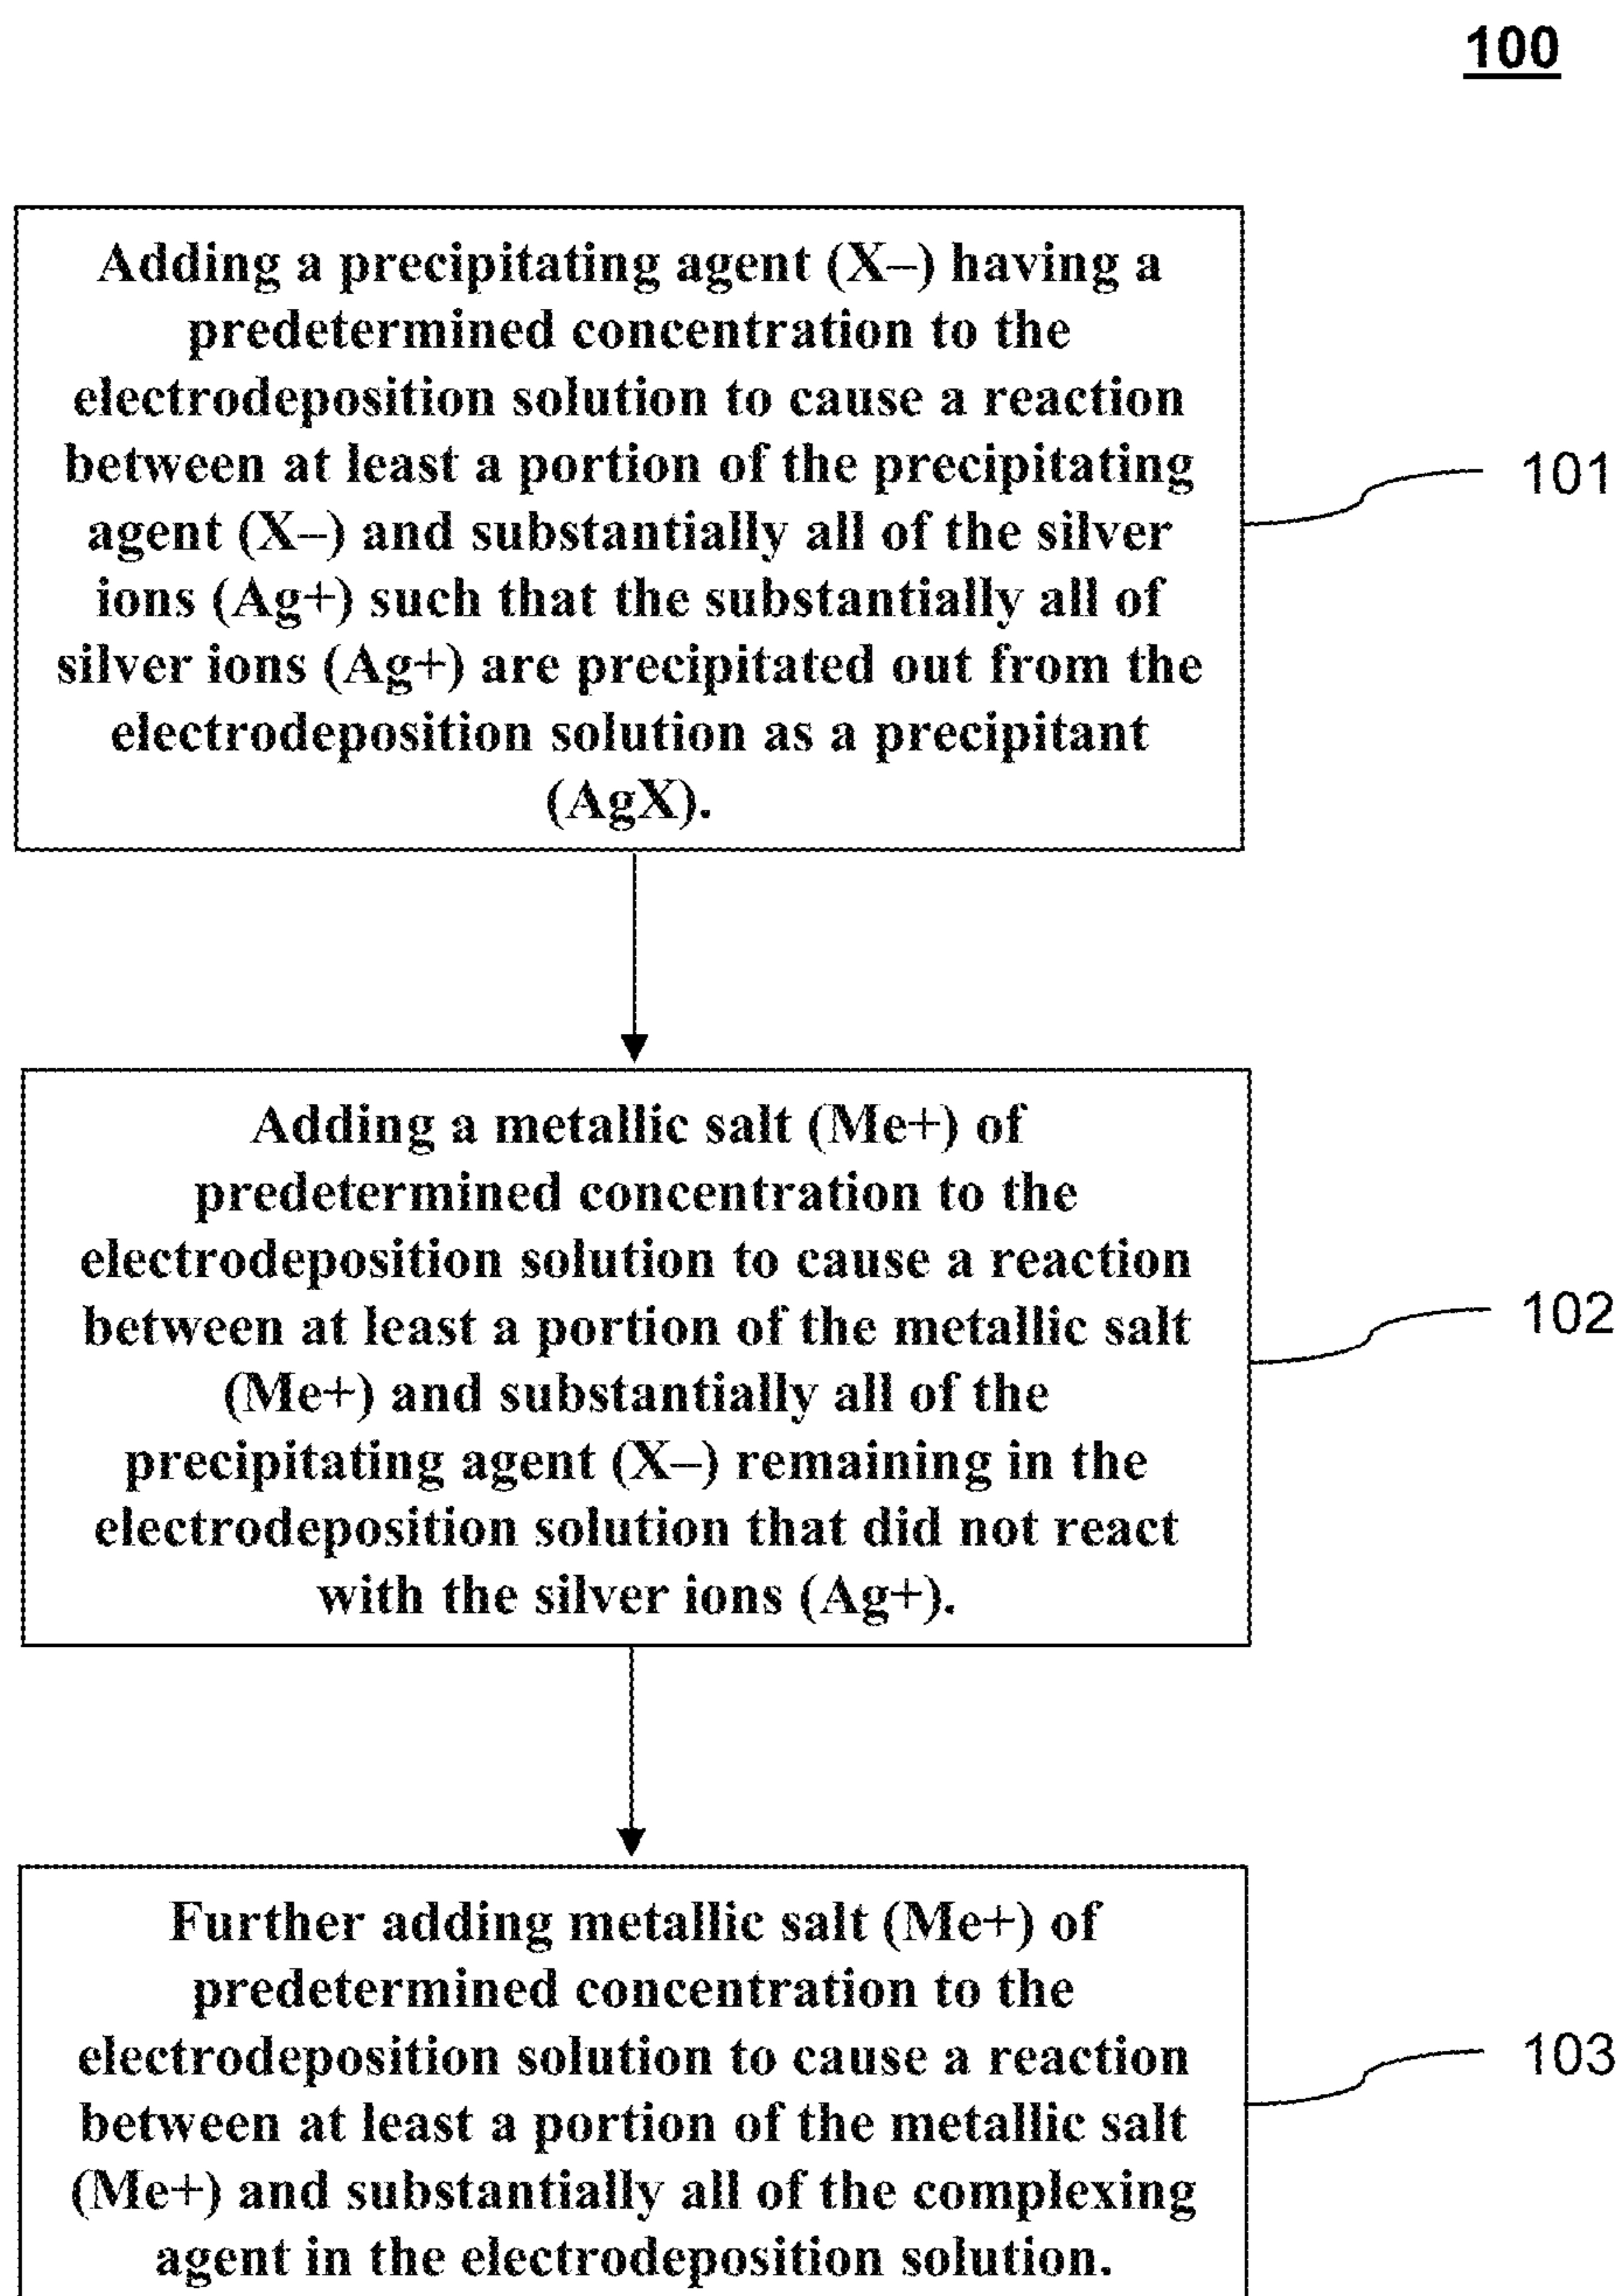 100
Adding a precipitating agent (X–) having a
predetermined concentration to the
electrodeposition solution to cause a reaction
between at least a portion of the precipitating
agent (X–) and substantially all of the silver
ions (Ag+) such that the substantially all of
silver ions (Ag+) are precipitated out from the
electrodeposition solution as a precipitant
(AgX).
101
Adding a metallic salt (Me+) of
predetermined concentration to the
electrodeposition solution to cause a reaction
between at least a portion of the metallic salt
(Me+) and substantially all of the
precipitating agent (X–) remaining in the
electrodeposition solution that did not react
with the silver ions (Ag+).
102
Further adding metallic salt (Me+) of
predetermined concentration to the
electrodeposition solution to cause a reaction
between at least a portion of the metallic salt
(Me+) and substantially all of the complexing
agent in the electrodeposition solution.
103